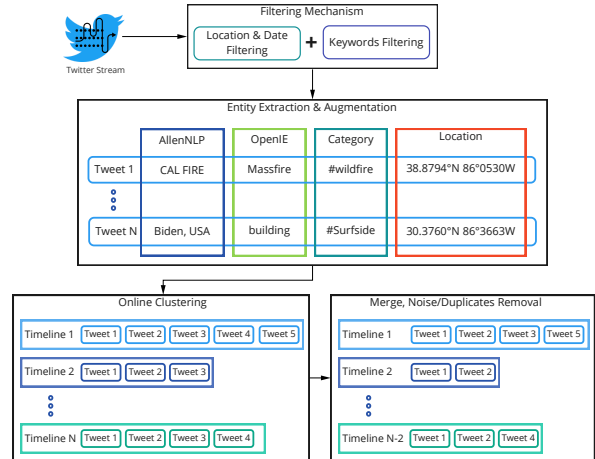 Filtering Mechanism
Location & Date
Filtering
+
Keywords Filtering
Twitter Stream
Entity Extraction & Augmentation
AllenNLP OpenIE Category Location
Tweet 1 CAL FIRE Massfire #wildfire 38.8794°N 86°0530W
Tweet N Biden, USA building #Surfside 30.3760°N 86°3663W
Online Clustering
Timeline 1 Tweet 1 Tweet 2 Tweet 3 Tweet 4 Tweet 5
Timeline 2 Tweet 1 Tweet 2 Tweet 3
Timeline N Tweet 1 Tweet 2 Tweet 3 Tweet 4
Merge, Noise/Duplicates Removal
Timeline 1 Tweet 1 Tweet 2 Tweet 3 Tweet 5
Timeline 2 Tweet 1 Tweet 2
Timeline N-2 Tweet 1 Tweet 2 Tweet 4